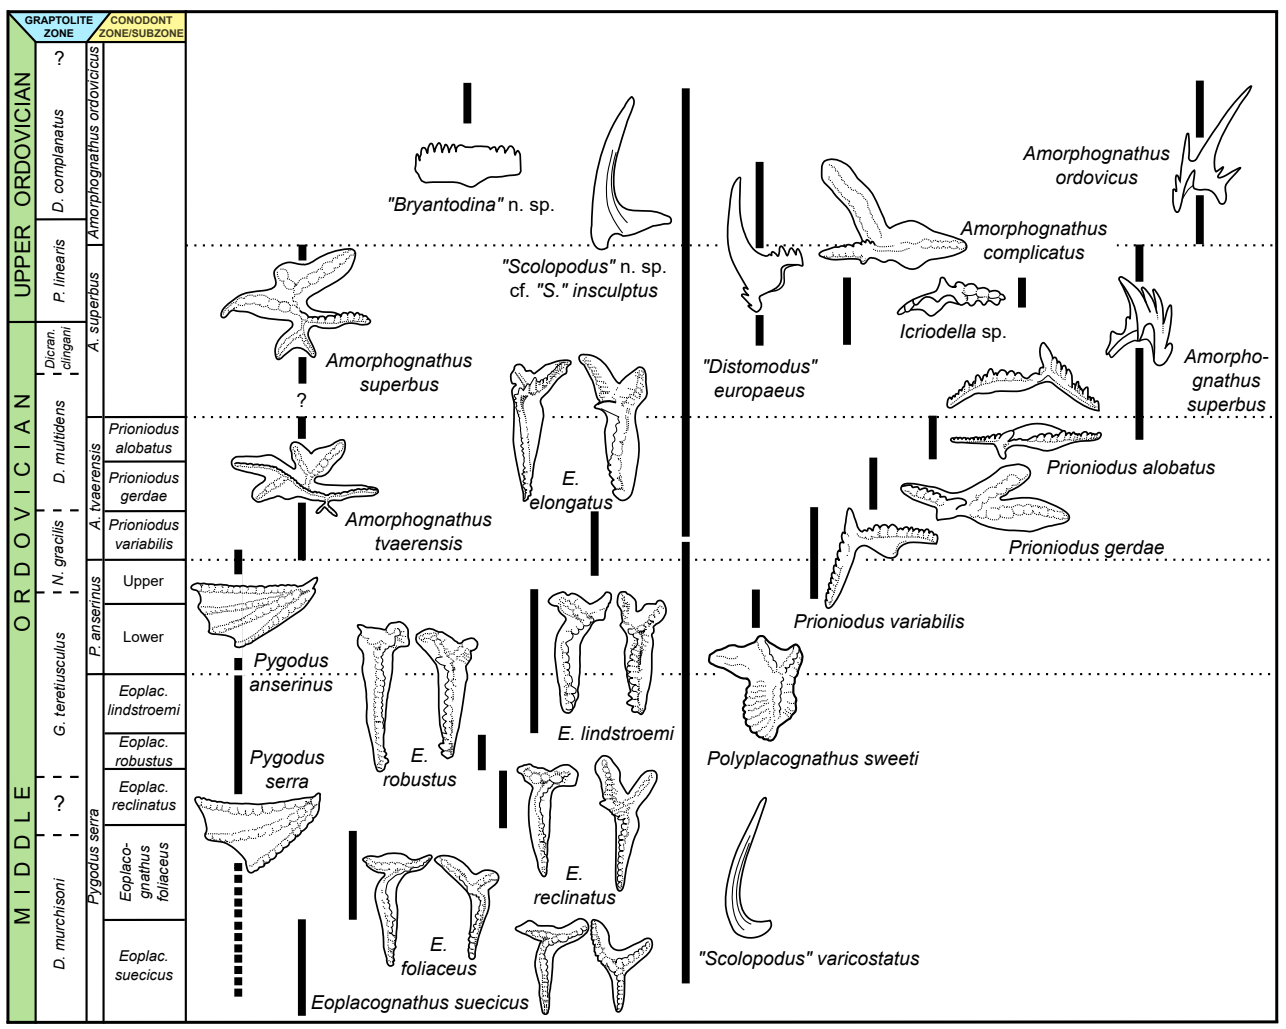 GRAPTOLITE
ZONE
CONODONT
ZONE/SUBZONE
UPPER ORDOVICIAN
MIDDLE ORDOVICIAN
?
D. complanatus
P. linearis
Dicran.
clingani
D. multidens
N. gracilis
G. teretiusculus
?
D. murchisoni
Amorphognathus ordovicicus
A. superbus
A. tvaerensis
P. anserinus
Pygodus serra
Prioniodus
alobatus
Prioniodus
gerdae
Prioniodus
variabilis
Upper
Lower
Eoplac.
lindstroemi
Eoplac.
robustus
Eoplac.
reclinatus
Eoplaco-
gnathus
foliaceus
Eoplac.
suecicus
"Bryantodina" n. sp.
"Scolopodus" n. sp.
cf. "S." insculptus
Amorphognathus
ordovicus
Amorphognathus
complicatus
Icriodella sp.
"Distomodus"
europaeus
Amorpho-
gnathus
superbus
Amorphognathus
superbus
?
Prioniodus alobatus
E.
elongatus
Amorphognathus
tvaerensis
Prioniodus gerdae
Prioniodus variabilis
Pygodus
anserinus
E. lindstroemi
Polyplacognathus sweeti
Pygodus
serra
E.
robustus
E.
reclinatus
E.
foliaceus
"Scolopodus" varicostatus
Eoplacognathus suecicus